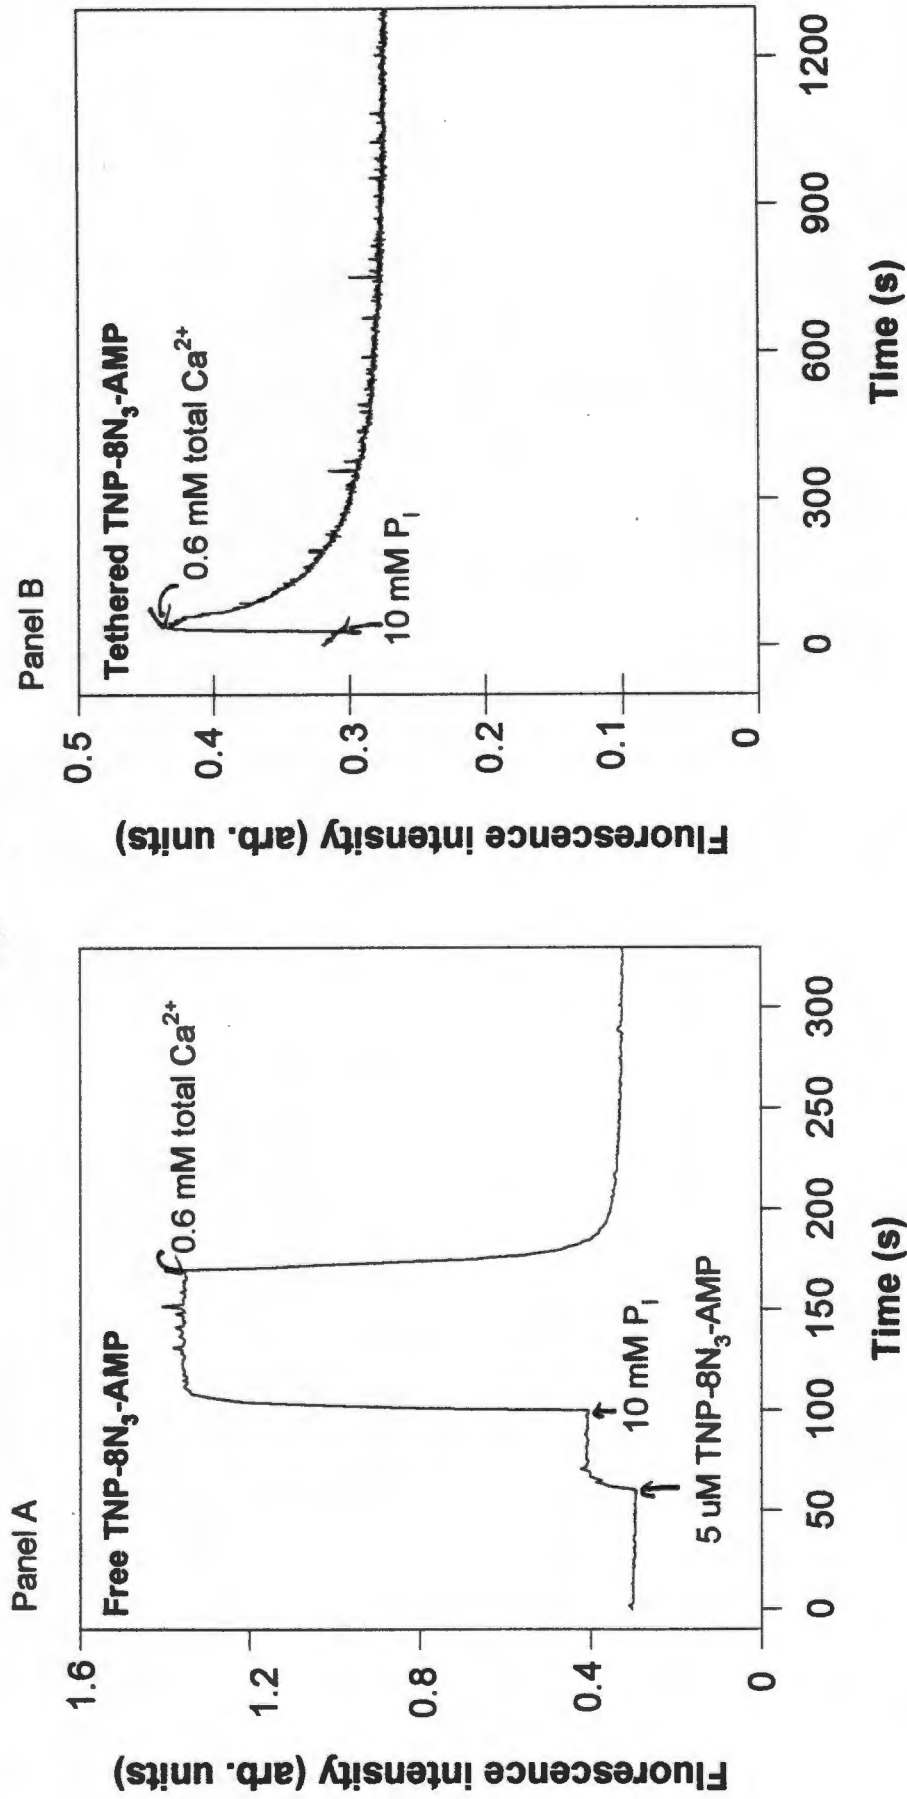 Panel A
Free TNP-8N₃-AMP
0.6 mM total Ca²⁺
10 mM Pᵢ
5 uM TNP-8N₃-AMP
Fluorescence intensity (arb. units)
1.6
1.2
0.8
0.4
0
0 50 100 150 200 250 300
Time (s)
Panel B
Tethered TNP-8N₃-AMP
0.6 mM total Ca²⁺
10 mM Pᵢ
Fluorescence intensity (arb. units)
0.5
0.4
0.3
0.2
0.1
0
0 300 600 900 1200
Time (s)